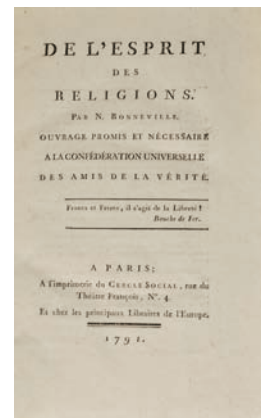 DE L'ESPRIT
DES
RELIGIONS.
PAR N. BONNEVILLE.
OUVRAGE PROMIS ET NÉCESSAIRE
A LA CONFÉDÉRATION UNIVERSELLE
DES AMIS DE LA VÉRITÉ.
Francs et Frères, il s'agit de la Liberté !
Bouche de Fer.
A PARIS;
A l'imprimerie du CERCLE SOCIAL, rue du
Théâtre François, N°. 4.
Et chez les principaux Libraires de l'Europe.
1791.